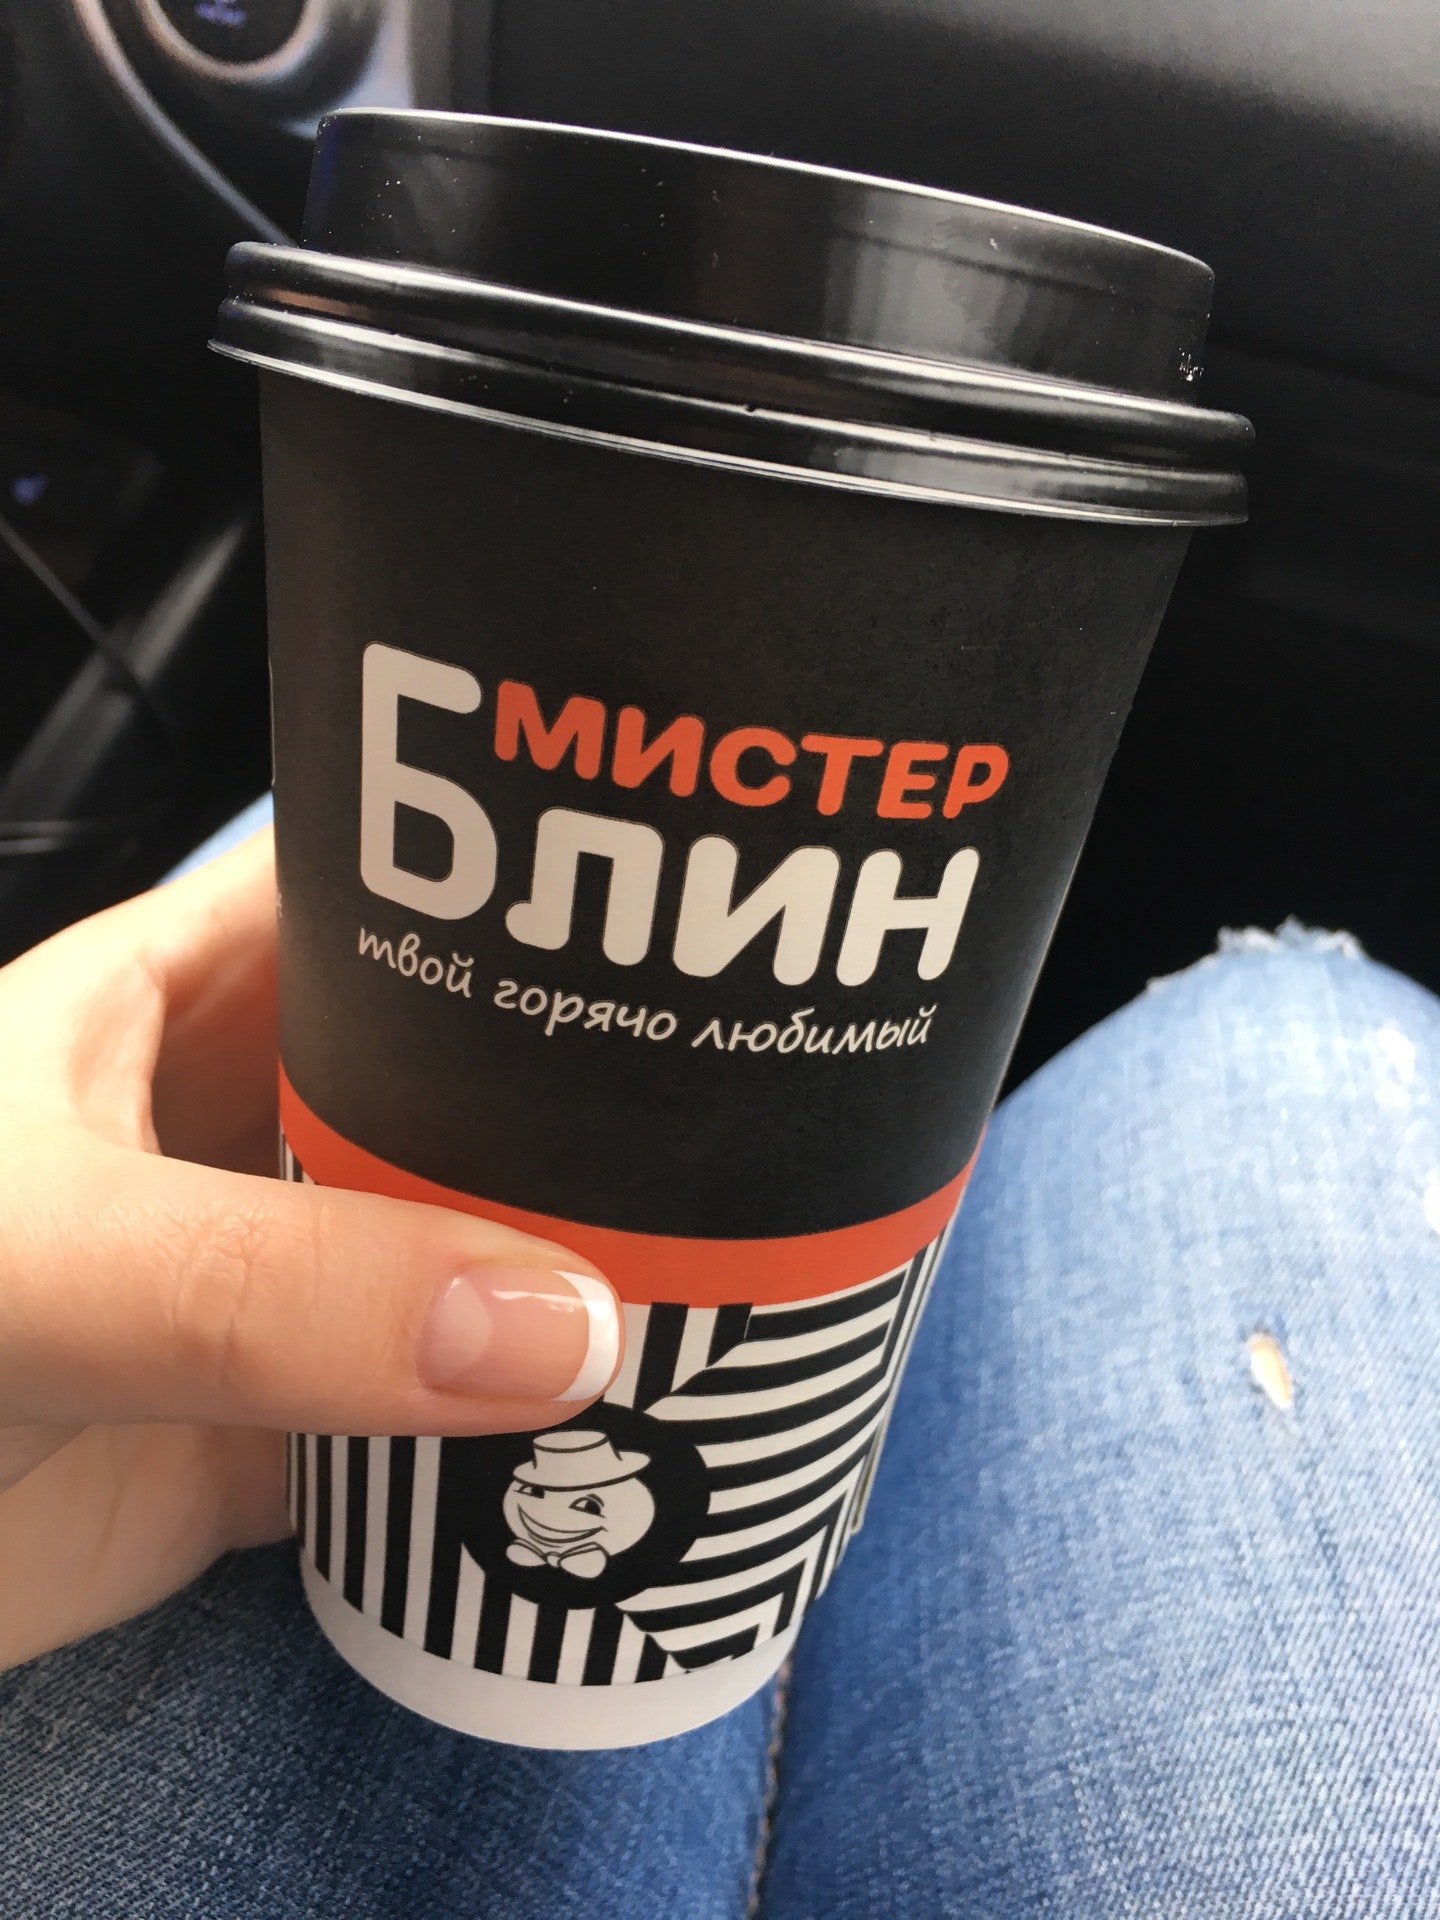 МИСТЕР
Блин
твой горячо любимый